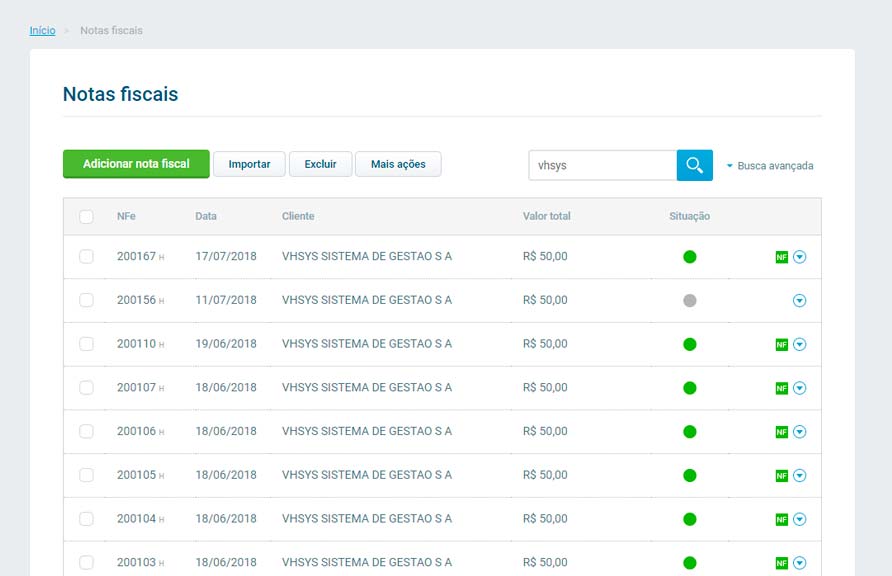 Início > Notas fiscais
Notas fiscais
Adicionar nota fiscal Importar Excluir Mais ações vhsys Busca avançada
NFe Data Cliente Valor total Situação
200167 H 17/07/2018 VHSYS SISTEMA DE GESTAO S A R$ 50,00 NF
200156 H 11/07/2018 VHSYS SISTEMA DE GESTAO S A R$ 50,00
200110 H 19/06/2018 VHSYS SISTEMA DE GESTAO S A R$ 50,00 NF
200107 H 18/06/2018 VHSYS SISTEMA DE GESTAO S A R$ 50,00 NF
200106 H 18/06/2018 VHSYS SISTEMA DE GESTAO S A R$ 50,00 NF
200105 H 18/06/2018 VHSYS SISTEMA DE GESTAO S A R$ 50,00 NF
200104 H 18/06/2018 VHSYS SISTEMA DE GESTAO S A R$ 50,00 NF
200103 H 18/06/2018 VHSYS SISTEMA DE GESTAO S A R$ 50,00 NF